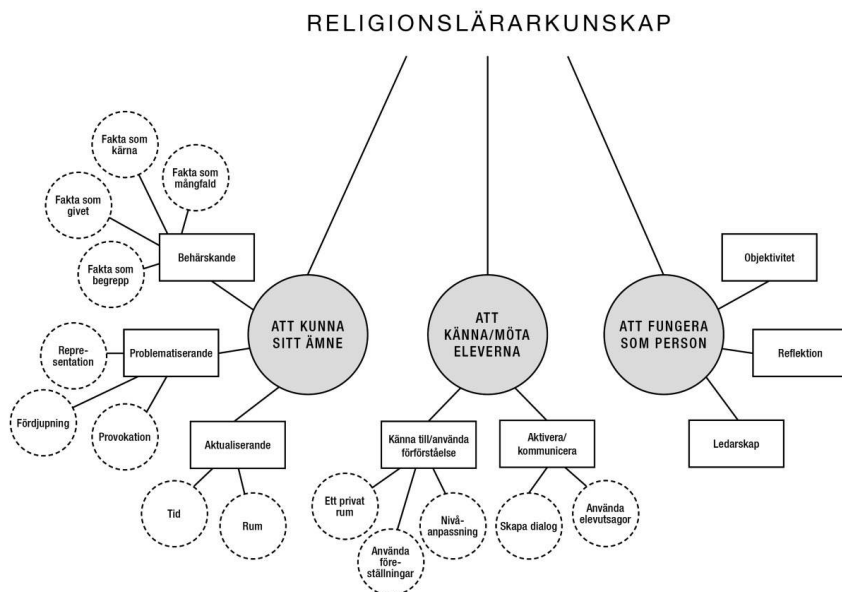 RELIGIONSLÄRARKUNSKAP
Fakta som
kärna
Fakta som
mångfald
Fakta som
givet
Fakta som
begrepp
Behärskande
Objektivitet
ATT KUNNA
SITT ÄMNE
ATT
KÄNNA/MÖTA
ELEVERNA
ATT FUNGERA
SOM PERSON
Repre-
sentation
Problematiserande
Reflektion
Fördjupning
Provokation
Aktualiserande
Känna till/använda
förförståelse
Aktivera/
kommunicera
Ledarskap
Tid
Rum
Ett privat
rum
Använda
före-
ställningar
Nivå-
anpassning
Skapa dialog
Använda
elevutsagor